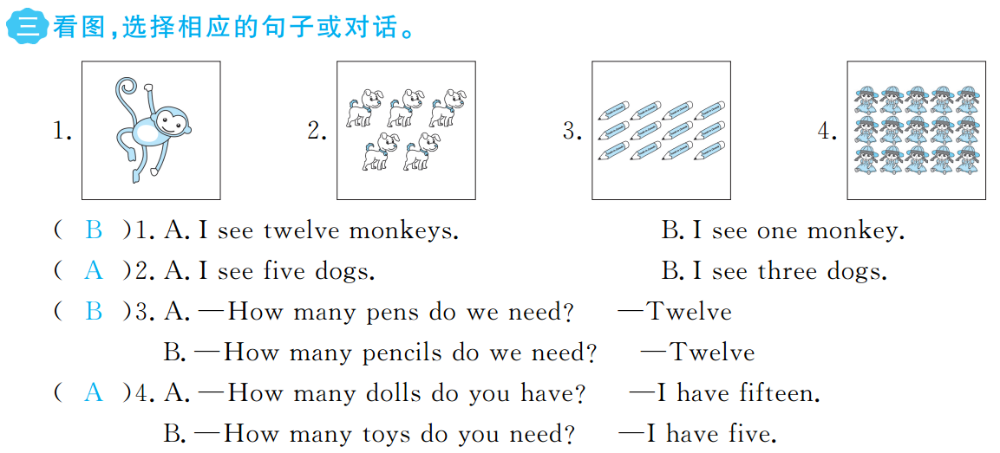 三 看图,选择相应的句子或对话。
1. 2. 3. 4.
( B )1. A. I see twelve monkeys. B. I see one monkey.
( A )2. A. I see five dogs. B. I see three dogs.
( B )3. A. —How many pens do we need? —Twelve
B. —How many pencils do we need? —Twelve
( A )4. A. —How many dolls do you have? —I have fifteen.
B. —How many toys do you need? —I have five.